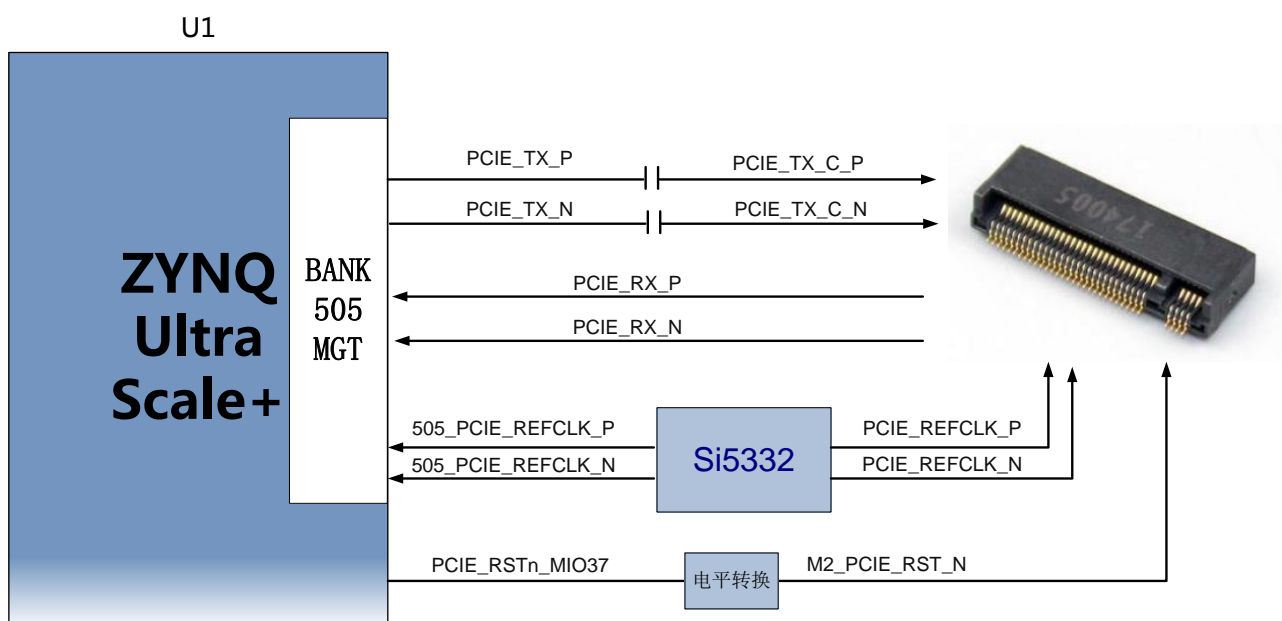 U1
ZYNQ
Ultra
Scale+
BANK
505
MGT
PCIE_TX_P
PCIE_TX_C_P
PCIE_TX_N
PCIE_TX_C_N
PCIE_RX_P
PCIE_RX_N
174005
505_PCIE_REFCLK_P
505_PCIE_REFCLK_N
Si5332
PCIE_REFCLK_P
PCIE_REFCLK_N
PCIE_RSTn_MIO37
电平转换
M2_PCIE_RST_N